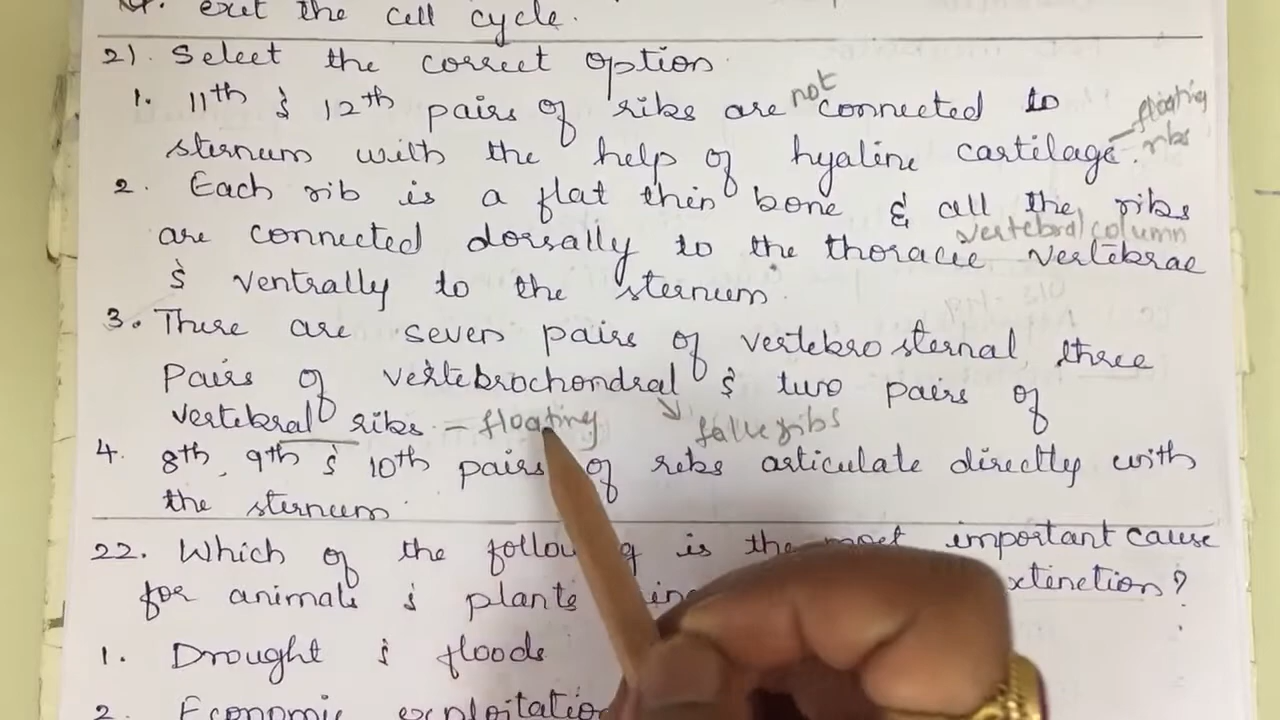 exit the cell cycle.
21). Select the correct option.
1. 11th & 12th pairs of ribs are not connected to
sternum with the help of hyaline cartilage. floating ribs
2. Each rib is a flat thin bone & all the ribs
are connected dorsally to the thoracic vertebrae
vertebral column
& ventrally to the sternum.
3. There are seven pairs of vertebrosternal, three
Pairs of vertebrochondral & two pairs of
vertebral ribs - floating false ribs
4. 8th, 9th & 10th pairs of ribs articulate directly with
the sternum.
22. Which of the following is the most important cause
for animals & plants xtinction?
1. Drought & floods
2. Economic exploitation